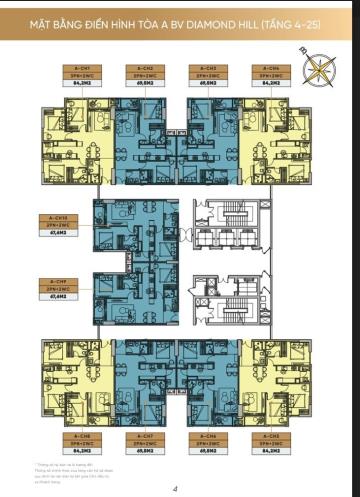 MẶT BẰNG ĐIỂN HÌNH TÒA A BV DIAMOND HILL (TẦNG 4-25)
A-CH1
3PN+2WC
84,2M2
A-CH2
2PN+2WC
69,8M2
A-CH3
2PN+2WC
69,8M2
A-CH4
3PN+2WC
84,2M2
B
A-CH10
2PN+2WC
67,6M2
A-CH9
2PN+2WC
67,6M2
A-CH8
3PN+2WC
84,2M2
A-CH7
2PN+2WC
69,8M2
A-CH6
2PN+2WC
69,8M2
A-CH5
3PN+2WC
84,2M2
4